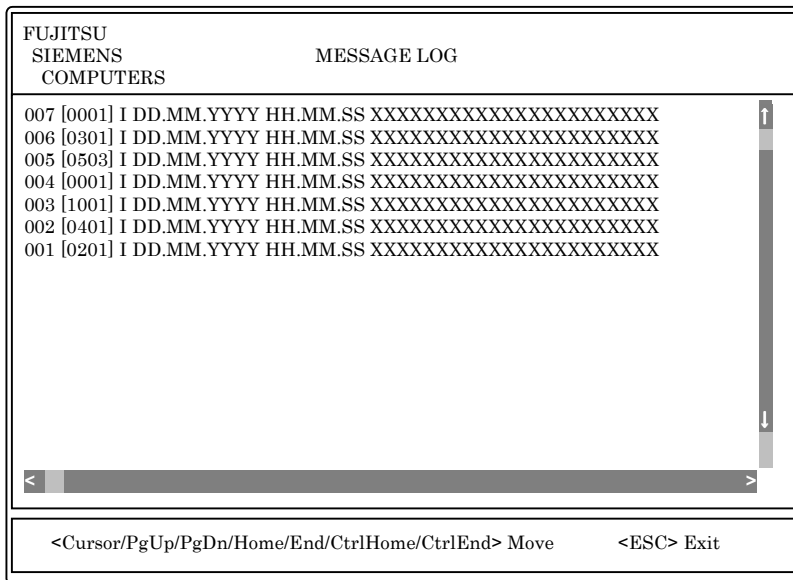 FUJITSU
SIEMENS MESSAGE LOG
COMPUTERS
007 [0001] I DD.MM.YYYY HH.MM.SS XXXXXXXXXXXXXXXXXXXXXX
006 [0301] I DD.MM.YYYY HH.MM.SS XXXXXXXXXXXXXXXXXXXXXX
005 [0503] I DD.MM.YYYY HH.MM.SS XXXXXXXXXXXXXXXXXXXXXX
004 [0001] I DD.MM.YYYY HH.MM.SS XXXXXXXXXXXXXXXXXXXXXX
003 [1001] I DD.MM.YYYY HH.MM.SS XXXXXXXXXXXXXXXXXXXXXX
002 [0401] I DD.MM.YYYY HH.MM.SS XXXXXXXXXXXXXXXXXXXXXX
001 [0201] I DD.MM.YYYY HH.MM.SS XXXXXXXXXXXXXXXXXXXXXX
< >
<Cursor/PgUp/PgDn/Home/End/CtrlHome/CtrlEnd> Move <ESC> Exit